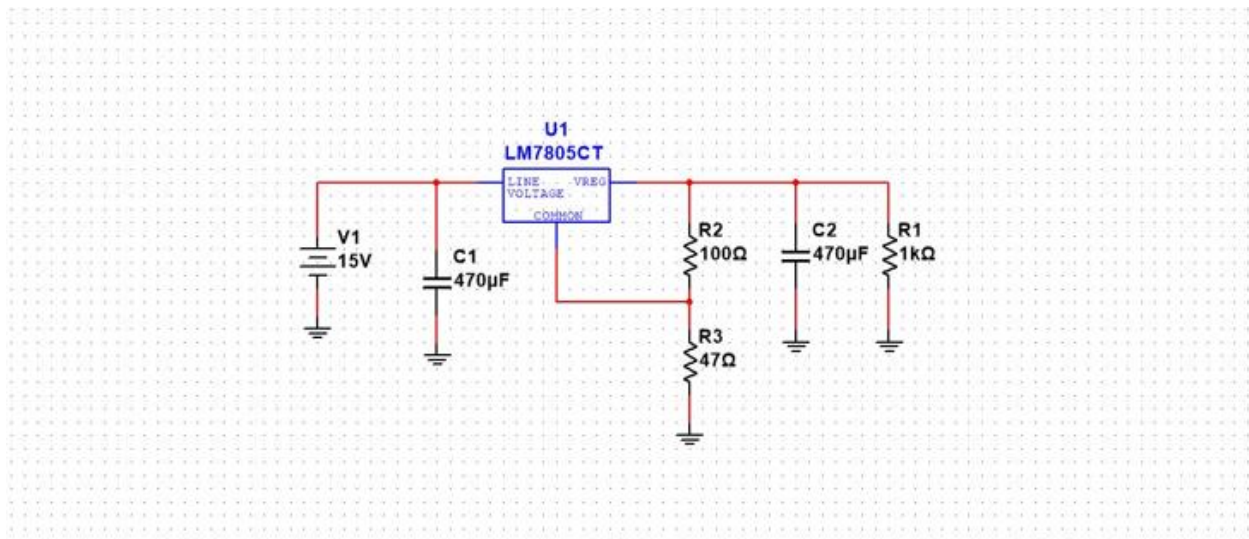 U1
LM7805CT
LINE VREG
VOLTAGE
COMMON
V1
15V
C1
470µF
R2
100Ω
C2
470µF
R1
1kΩ
R3
47Ω